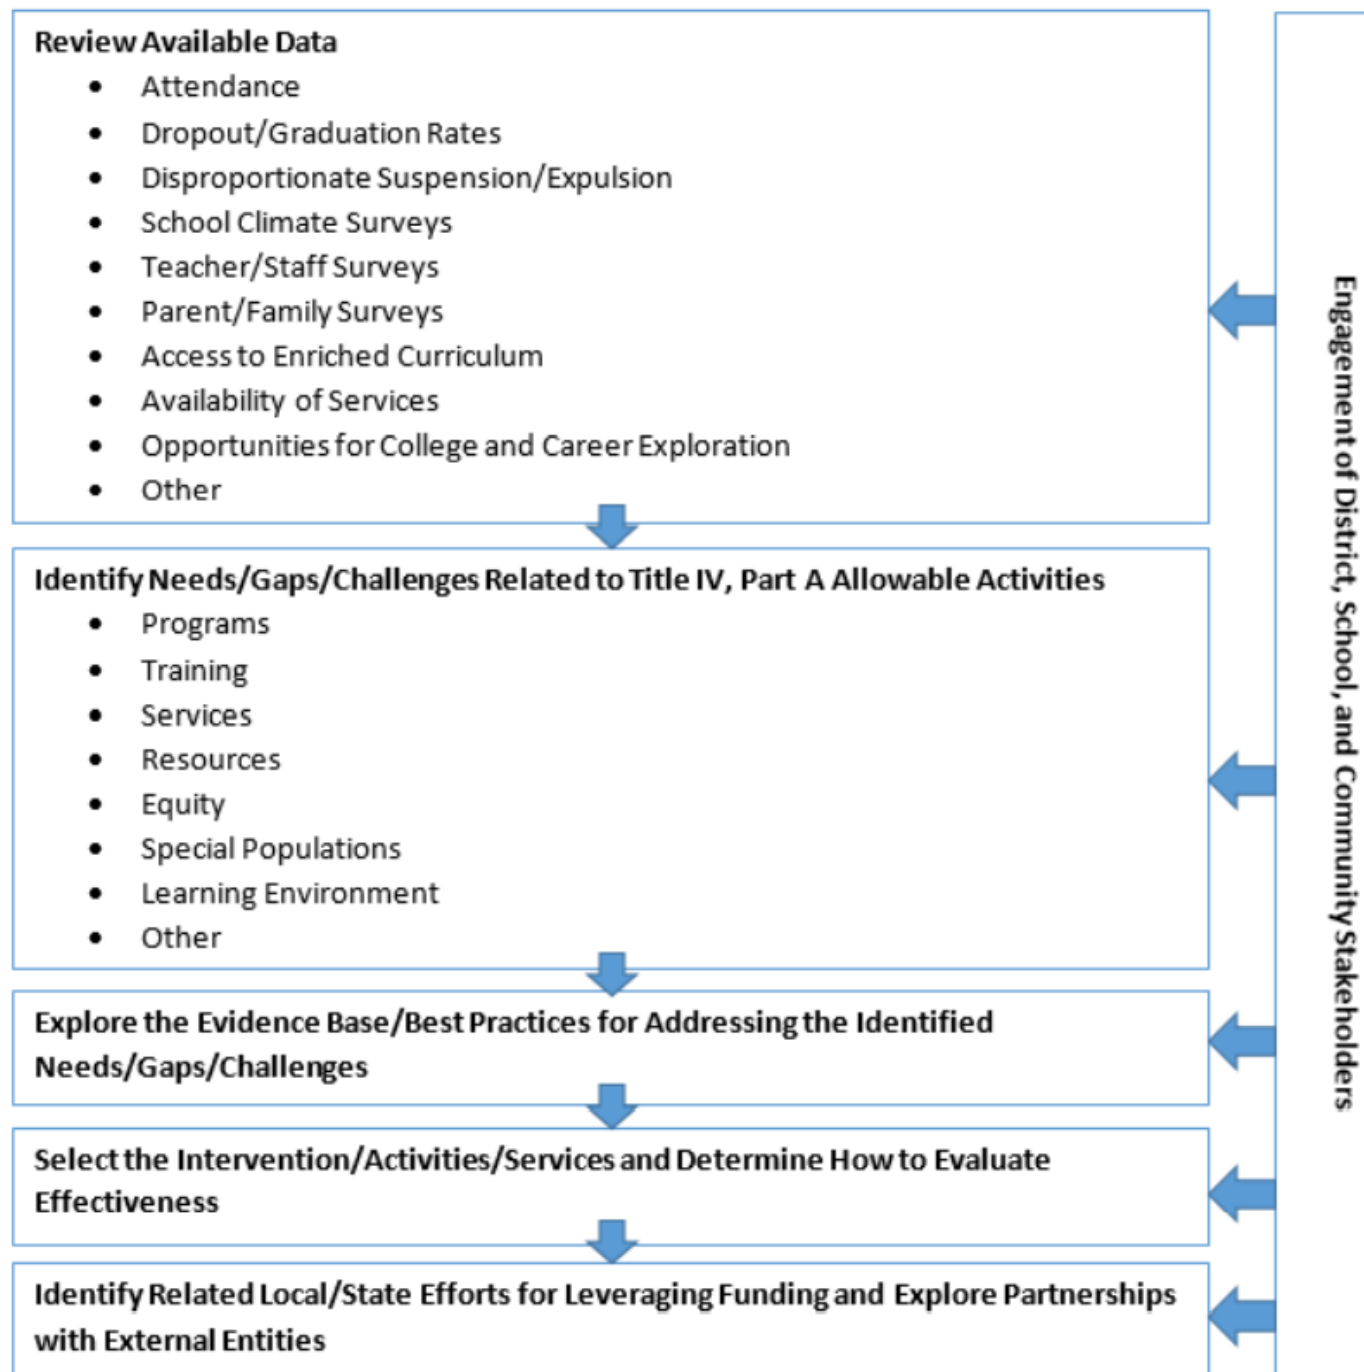 Review Available Data
• Attendance
• Dropout/Graduation Rates
• Disproportionate Suspension/Expulsion
• School Climate Surveys
• Teacher/Staff Surveys
• Parent/Family Surveys
• Access to Enriched Curriculum
• Availability of Services
• Opportunities for College and Career Exploration
• Other
Identify Needs/Gaps/Challenges Related to Title IV, Part A Allowable Activities
• Programs
• Training
• Services
• Resources
• Equity
• Special Populations
• Learning Environment
• Other
Explore the Evidence Base/Best Practices for Addressing the Identified
Needs/Gaps/Challenges
Select the Intervention/Activities/Services and Determine How to Evaluate
Effectiveness
Identify Related Local/State Efforts for Leveraging Funding and Explore Partnerships
with External Entities
Engagement of District, School, and Community Stakeholders